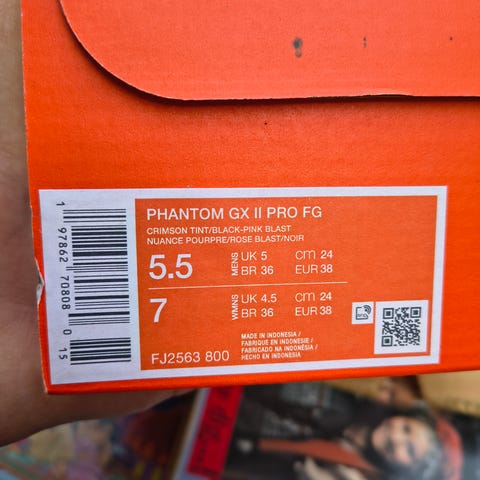 PHANTOM GX II PRO FG
CRIMSON TINT/BLACK-PINK BLAST
NUANCE POURPRE/ROSE BLAST/NOIR
5.5 MENS UK 5 cm 24
BR 36 EUR 38
7 WMNS UK 4.5 cm 24
BR 36 EUR 38
FJ2563 800
MADE IN INDONESIA /
FABRIQUE EN INDONESIE /
FABRICADO NA INDONÉSIA /
HECHO EN INDONESIA
1 97862 70808 0 15